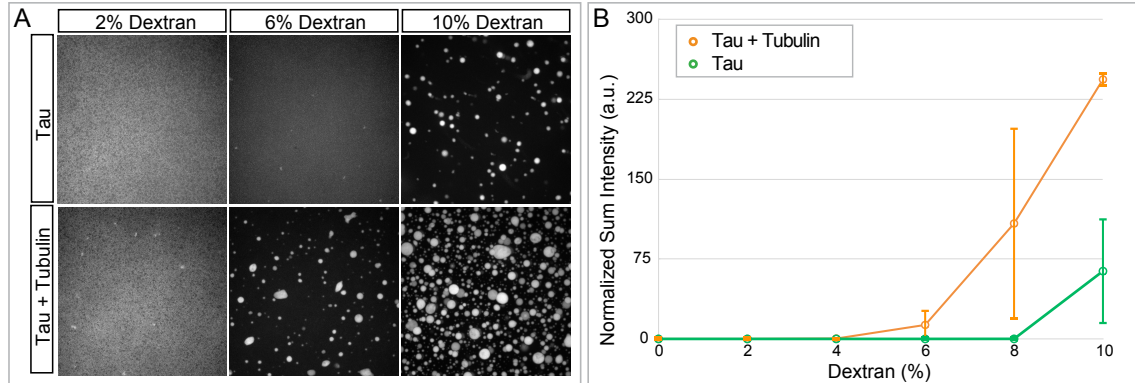 A
2% Dextran
6% Dextran
10% Dextran
Tau
Tau + Tubulin
B
Normalized Sum Intensity (a.u.)
300
225
150
75
0
Tau + Tubulin
Tau
0 2 4 6 8 10
Dextran (%)